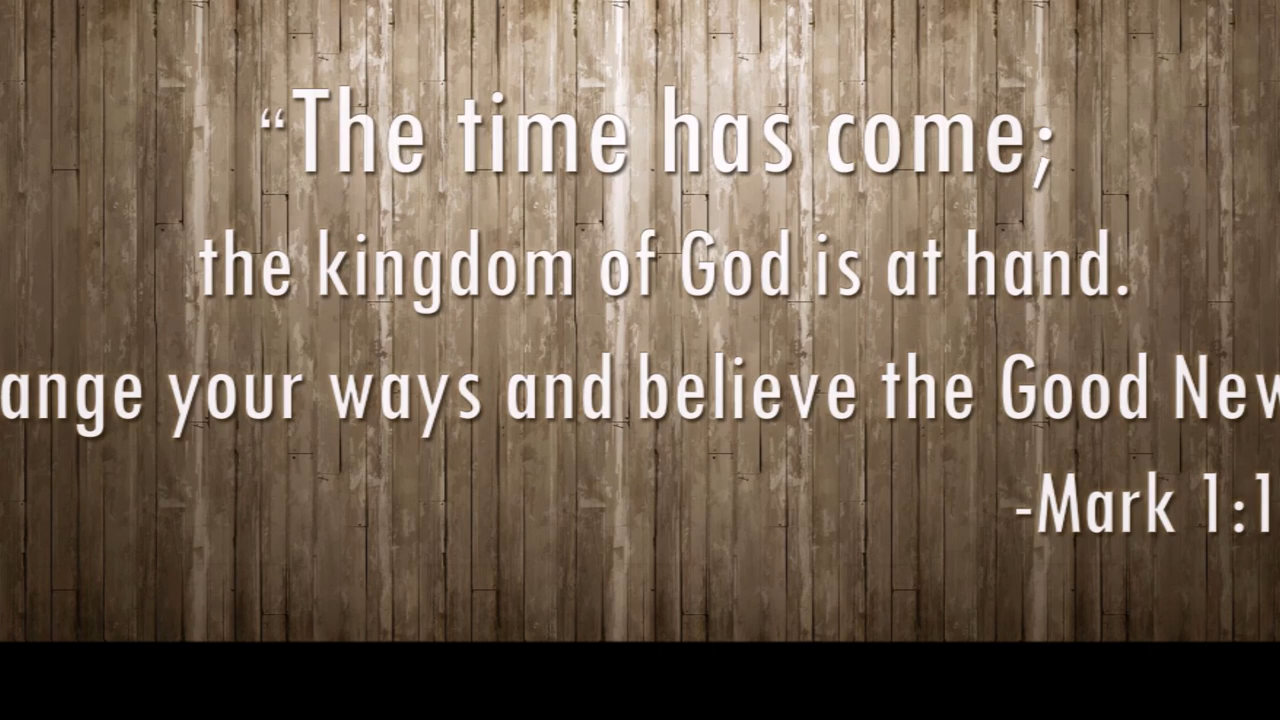 “The time has come;
the kingdom of God is at hand.
ange your ways and believe the Good New
-Mark 1:1